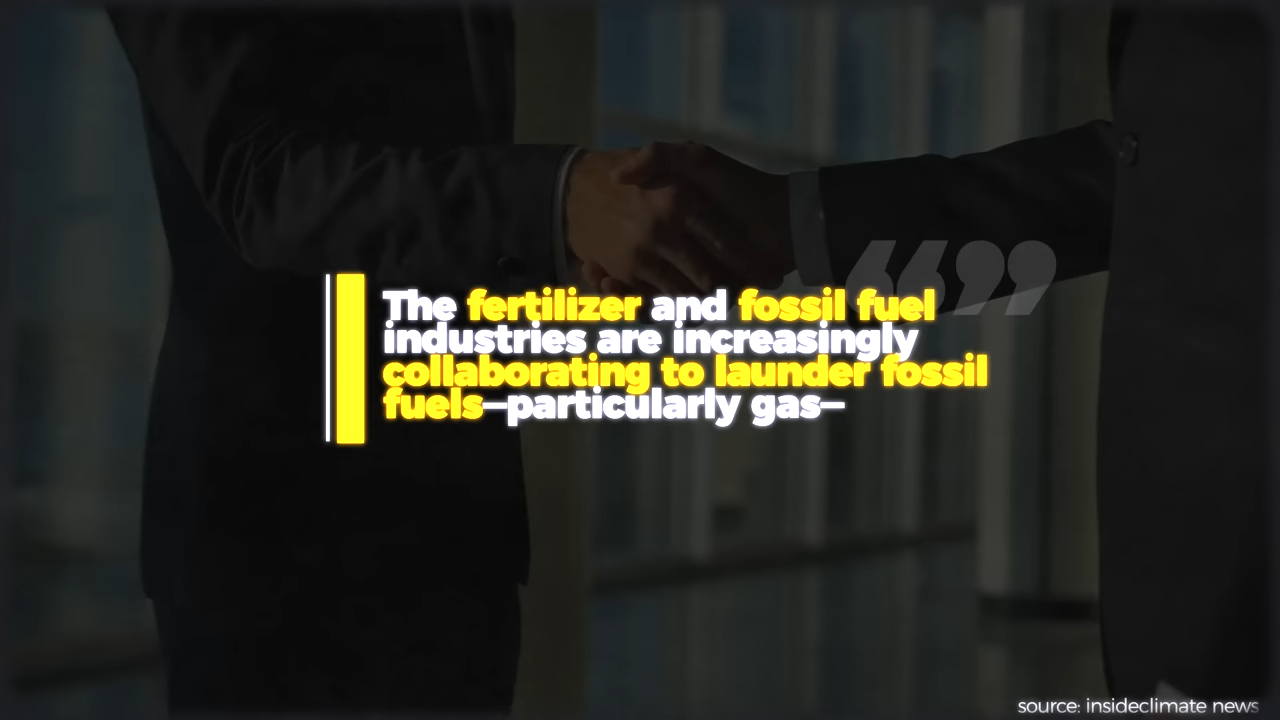 The fertilizer and fossil fuel
industries are increasingly
collaborating to launder fossil
fuels—particularly gas—
source: insideclimate news